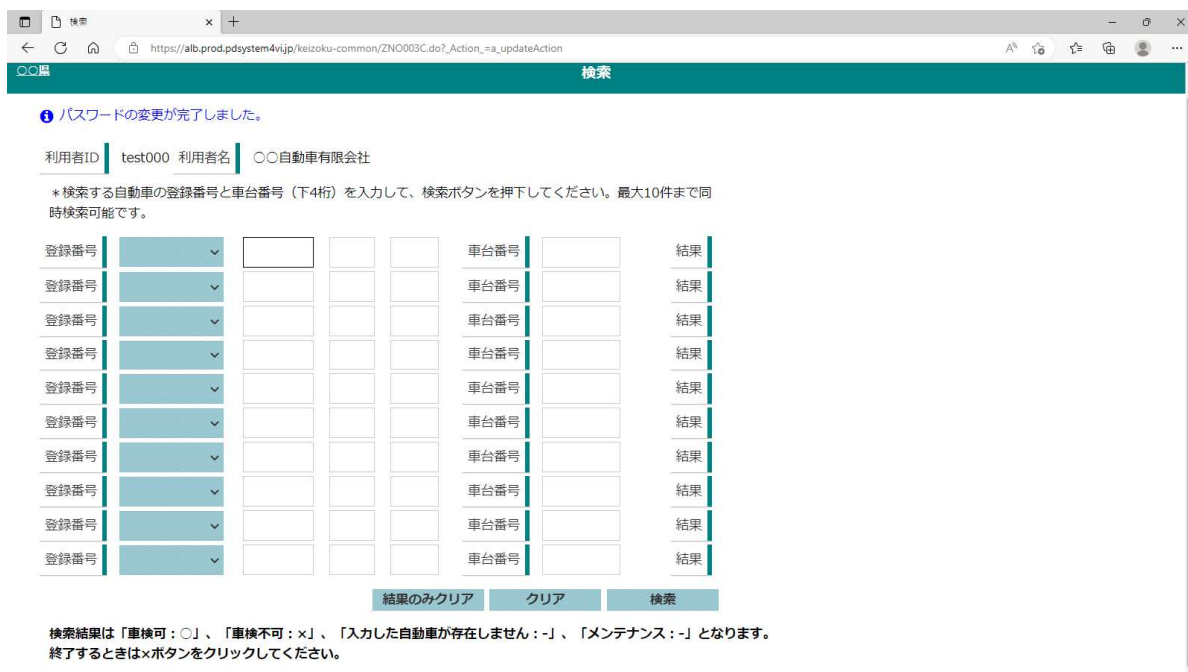 検索
https://alb.prod.pdsystem4vi.jp/keizoku-common/ZNO003C.do?_Action_=a_updateAction
○○県 検索
パスワードの変更が完了しました。
利用者ID test000 利用者名 ○○自動車有限会社
＊検索する自動車の登録番号と車台番号（下4桁）を入力して、検索ボタンを押下してください。最大10件まで同
時検索可能です。
登録番号 車台番号 結果
登録番号 車台番号 結果
登録番号 車台番号 結果
登録番号 車台番号 結果
登録番号 車台番号 結果
登録番号 車台番号 結果
登録番号 車台番号 結果
登録番号 車台番号 結果
登録番号 車台番号 結果
登録番号 車台番号 結果
結果のみクリア クリア 検索
検索結果は「車検可：○」、「車検不可：×」、「入力した自動車が存在しません：-」、「メンテナンス：-」となります。
終了するときは×ボタンをクリックしてください。